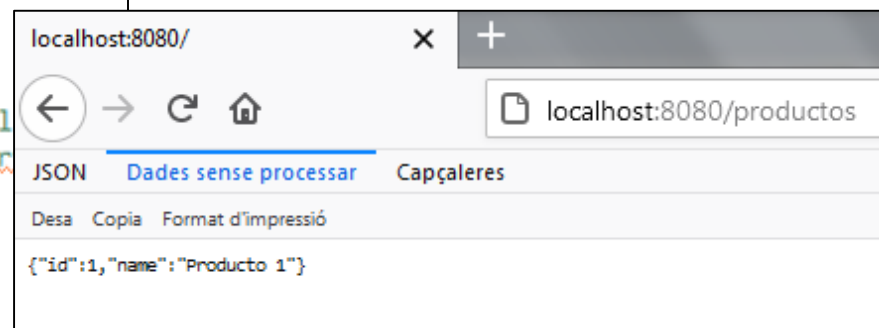 localhost:8080/
localhost:8080/productos
JSON Dades sense processar Capçaleres
Desa Copia Format d'impressió
{"id":1,"name":"Producto 1"}